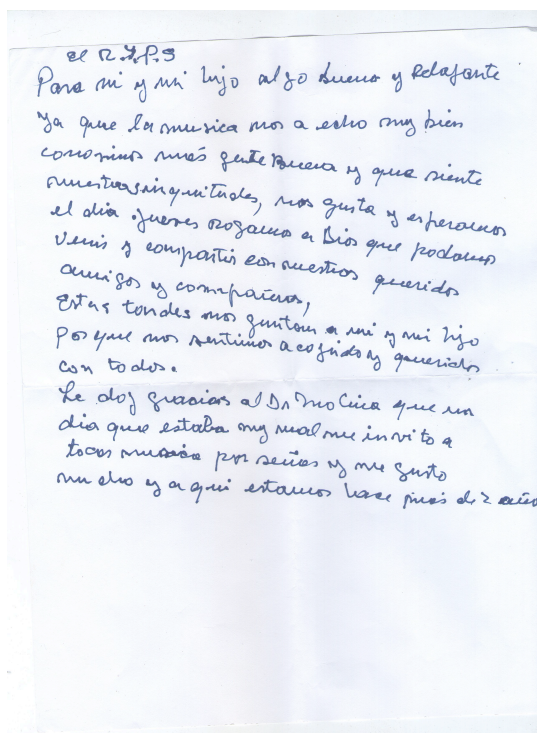 el R.Y.P.S
Para mi y mi hijo algo Bueno y Relajante
ya que la musica nos a echo muy bien
conosimos más gente Buena y que siente
nuestras inquitudes, nos gusta y esperamos
el dia jueves rogamos a Dios que podamos
venir y compartir con nuestros queridos
amigos y compañeros,
Estas tardes nos gustan a mi y mi hijo
porque nos sentimos acogidos y queridos
con todos.
Le doy gracias al Dr Molina que un
dia que estaba muy mal me invito a
tocar musica por señas y me gusto
mucho y aqui estamos hace más de 2 años